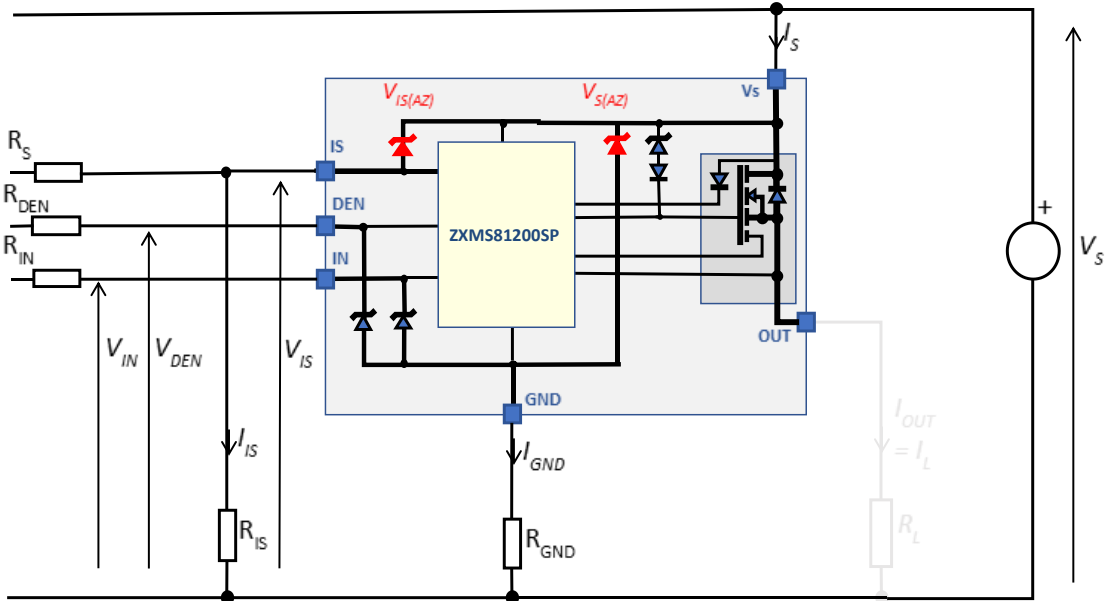 I_S
Vs
V_IS(AZ)
V_S(AZ)
R_S
IS
R_DEN
DEN
ZXMS81200SP
+
V_S
R_IN
IN
V_IN
V_DEN
V_IS
OUT
GND
I_IS
I_GND
I_OUT
= I_L
R_IS
R_GND
R_L